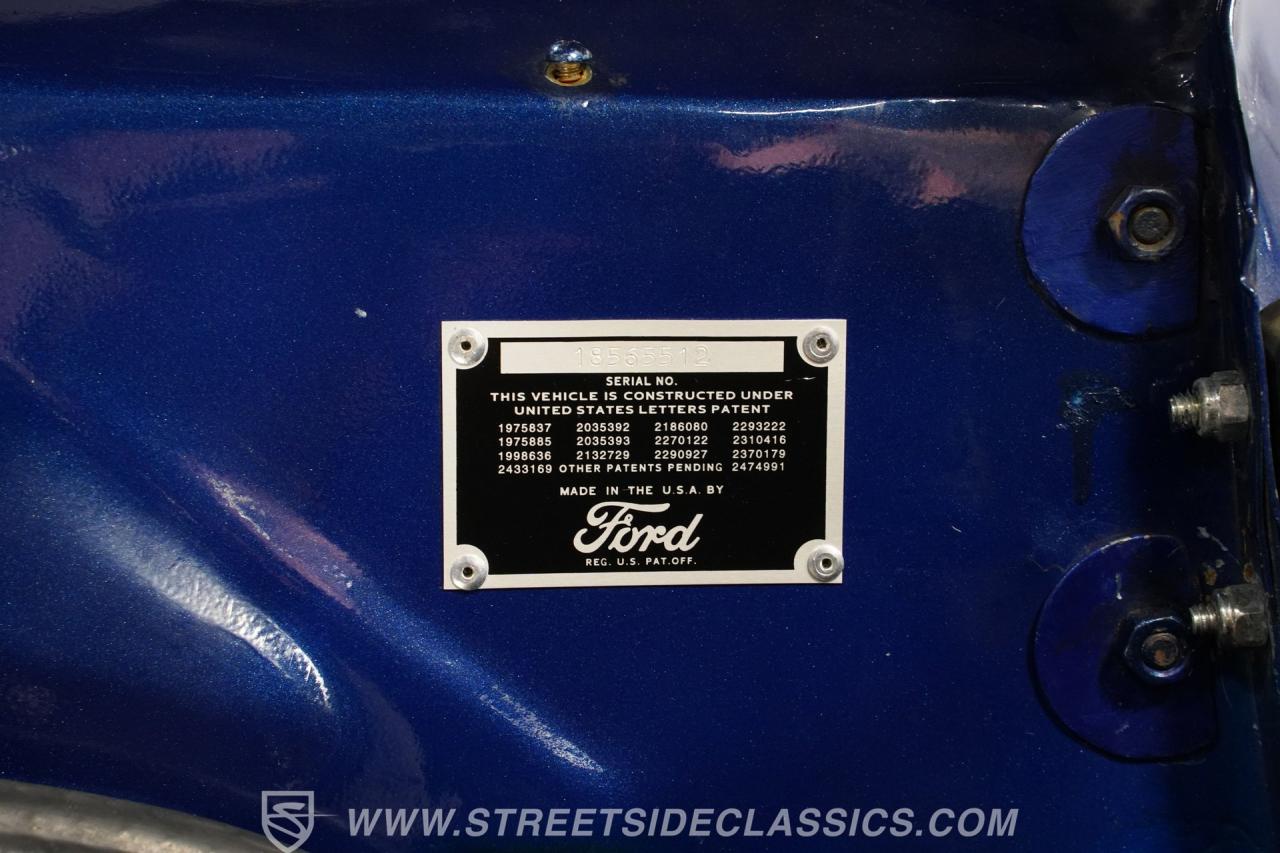 18565512
SERIAL NO.
THIS VEHICLE IS CONSTRUCTED UNDER
UNITED STATES LETTERS PATENT
1975837 2035392 2186080 2293222
1975885 2035393 2270122 2310416
1998636 2132729 2290927 2370179
2433169 OTHER PATENTS PENDING 2474991
MADE IN THE U.S.A. BY
Ford
REG. U.S. PAT. OFF.
WWW.STREETSIDECLASSICS.COM